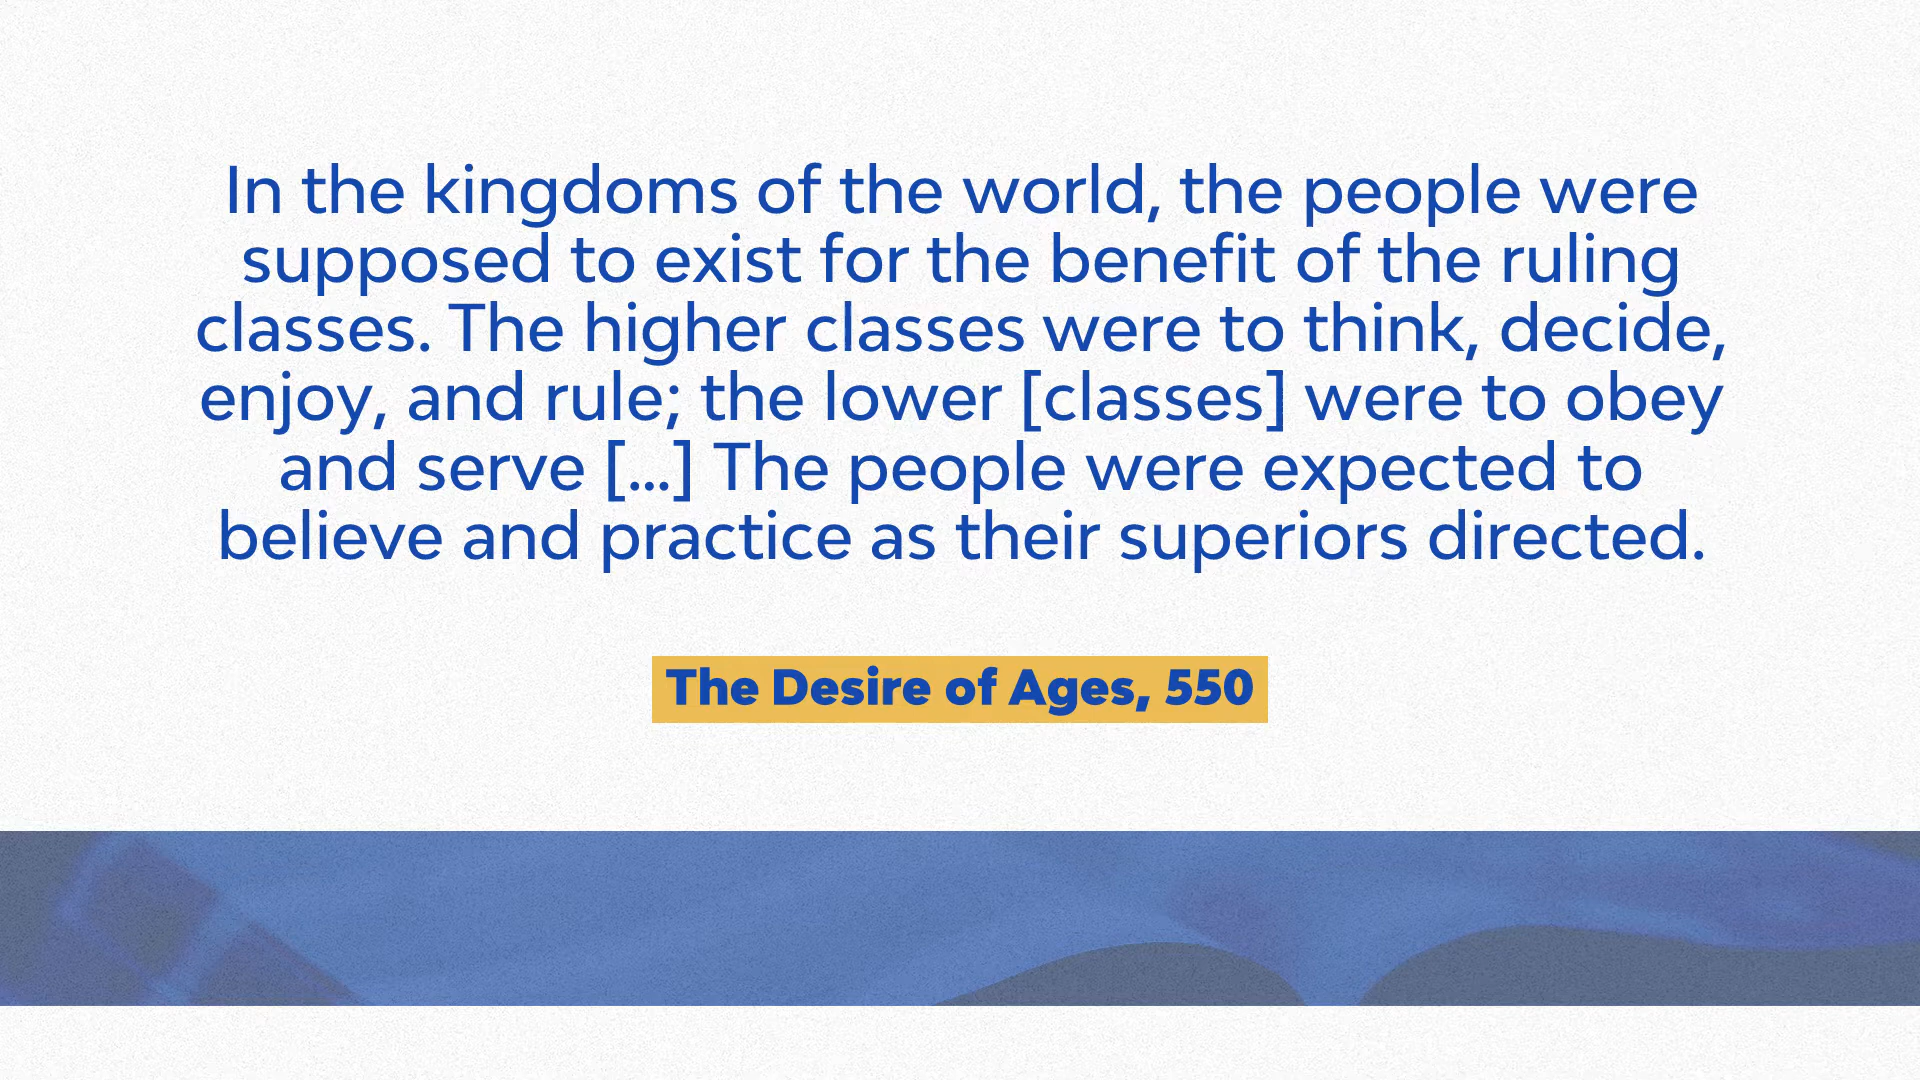 In the kingdoms of the world, the people were
supposed to exist for the benefit of the ruling
classes. The higher classes were to think, decide,
enjoy, and rule; the lower [classes] were to obey
and serve [...] The people were expected to
believe and practice as their superiors directed.
The Desire of Ages, 550